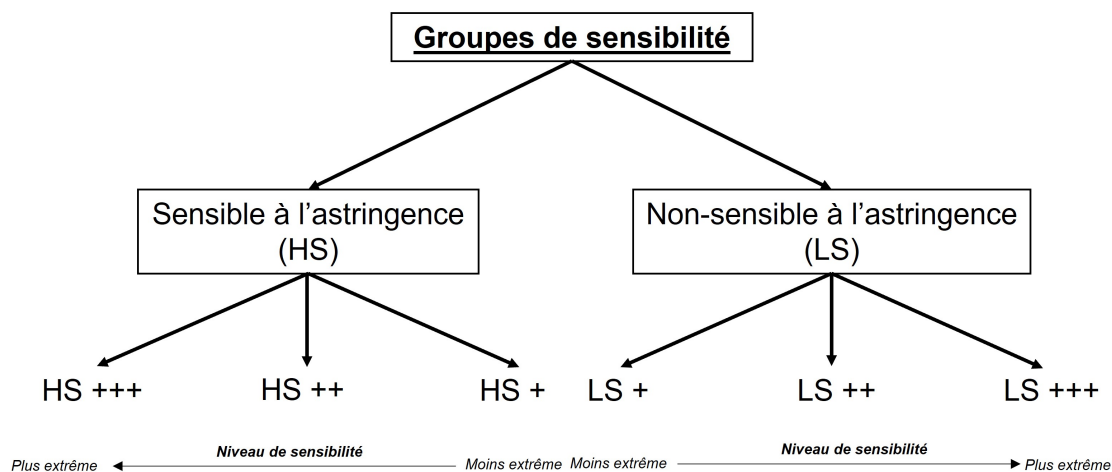 Groupes de sensibilité
Sensible à l’astringence
(HS)
Non-sensible à l’astringence
(LS)
HS +++
HS ++
HS +
LS +
LS ++
LS +++
Niveau de sensibilité
Plus extrême
Moins extrême
Niveau de sensibilité
Moins extrême
Plus extrême